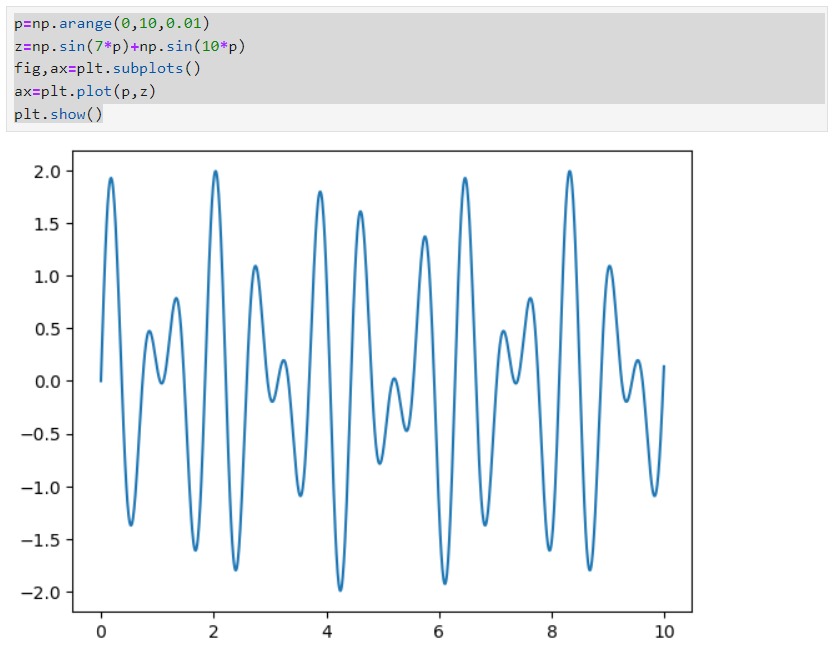 p=np.arange(0,10,0.01)
z=np.sin(7*p)+np.sin(10*p)
fig,ax=plt.subplots()
ax=plt.plot(p,z)
plt.show()
2.0
1.5
1.0
0.5
0.0
−0.5
−1.0
−1.5
−2.0
0 2 4 6 8 10